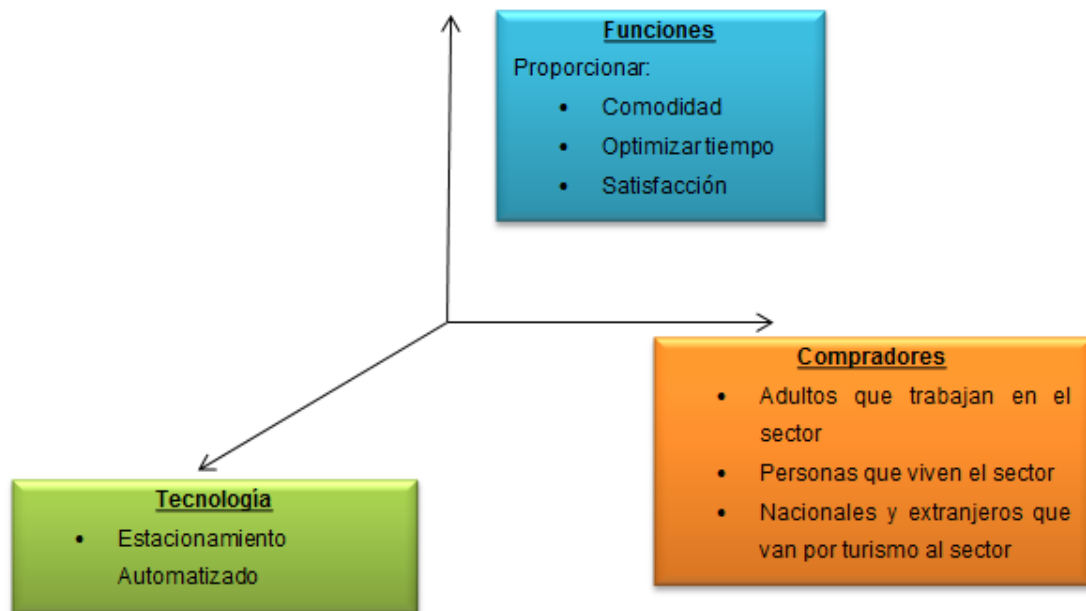 Funciones
Proporcionar:
• Comodidad
• Optimizar tiempo
• Satisfacción
Compradores
• Adultos que trabajan en el
sector
• Personas que viven el sector
• Nacionales y extranjeros que
van por turismo al sector
Tecnología
• Estacionamiento
Automatizado